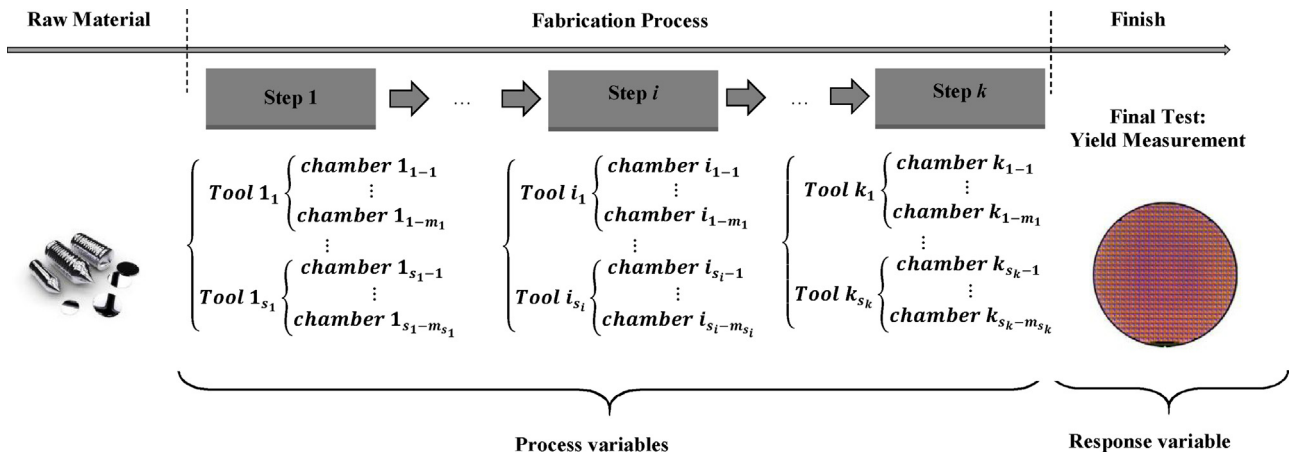 Raw Material
Fabrication Process
Finish
Step 1
...
Step i
...
Step k
Final Test:
Yield Measurement
Tool 1₁
chamber 1₁₋₁
⋮
chamber 1₁₋ₘ₁
⋮
Tool 1ₛ₁
chamber 1ₛ₁₋₁
⋮
chamber 1ₛ₁₋ₘₛ₁
Tool i₁
chamber i₁₋₁
⋮
chamber i₁₋ₘ₁
⋮
Tool iₛᵢ
chamber iₛᵢ₋₁
⋮
chamber iₛᵢ₋ₘₛᵢ
Tool k₁
chamber k₁₋₁
⋮
chamber k₁₋ₘ₁
⋮
Tool kₛₖ
chamber kₛₖ₋₁
⋮
chamber kₛₖ₋ₘₛₖ
Process variables
Response variable